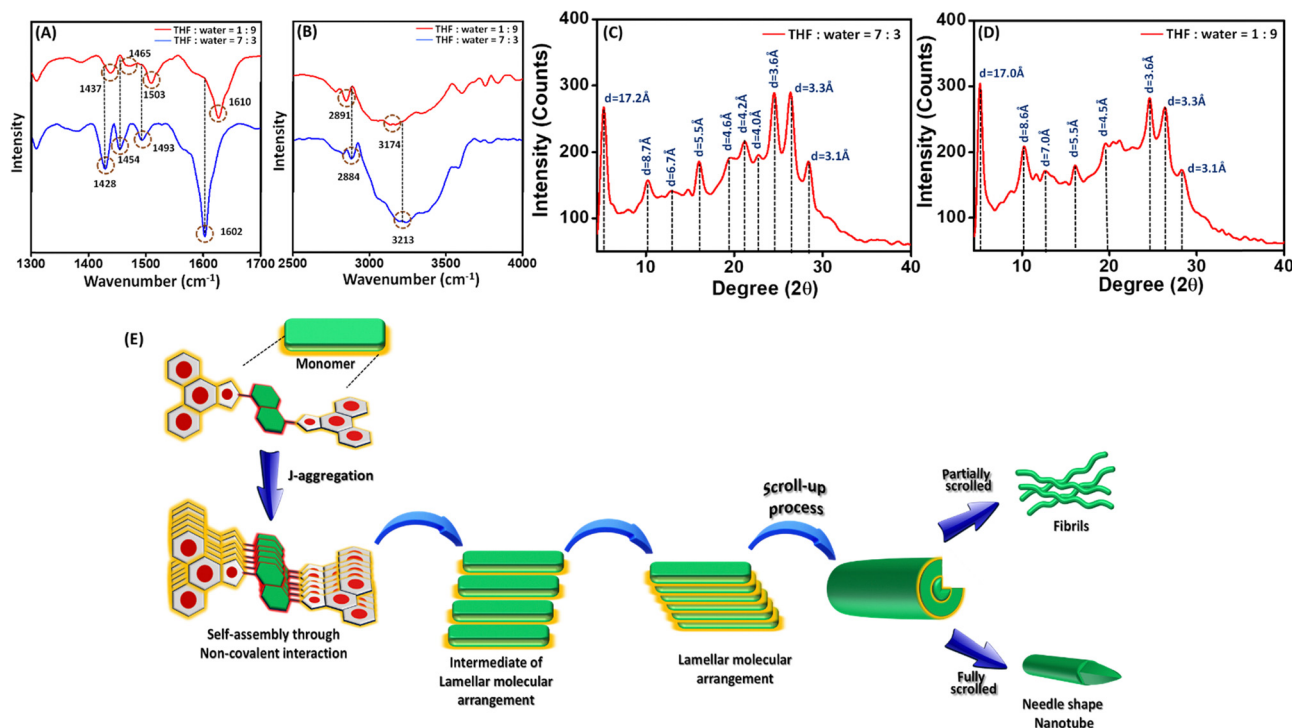 (A)
THF : water = 1 : 9
THF : water = 7 : 3
1465
1437
1503
1610
1454
1493
1428
1602
Intensity
1300
1400
1500
1600
1700
Wavenumber (cm⁻¹)
(B)
THF : water = 1 : 9
THF : water = 7 : 3
2891
3174
2884
3213
Intensity
2500
3000
3500
4000
Wavenumber (cm⁻¹)
(C)
THF : water = 7 : 3
d=17.2Å
d=8.7Å
d=6.7Å
d=5.5Å
d=4.6Å
d=4.2Å
d=4.0Å
d=3.6Å
d=3.3Å
d=3.1Å
Intensity (Counts)
400
300
200
100
10
20
30
40
Degree (2θ)
(D)
THF : water = 1 : 9
d=17.0Å
d=8.6Å
d=7.0Å
d=5.5Å
d=4.5Å
d=3.6Å
d=3.3Å
d=3.1Å
Intensity (Counts)
400
300
200
100
10
20
30
40
Degree (2θ)
(E)
Monomer
J-aggregation
Self-assembly through
Non-covalent interaction
Intermediate of
Lamellar molecular
arrangement
Lamellar molecular
arrangement
Scroll-up
process
Partially
scrolled
Fibrils
Fully
scrolled
Needle shape
Nanotube